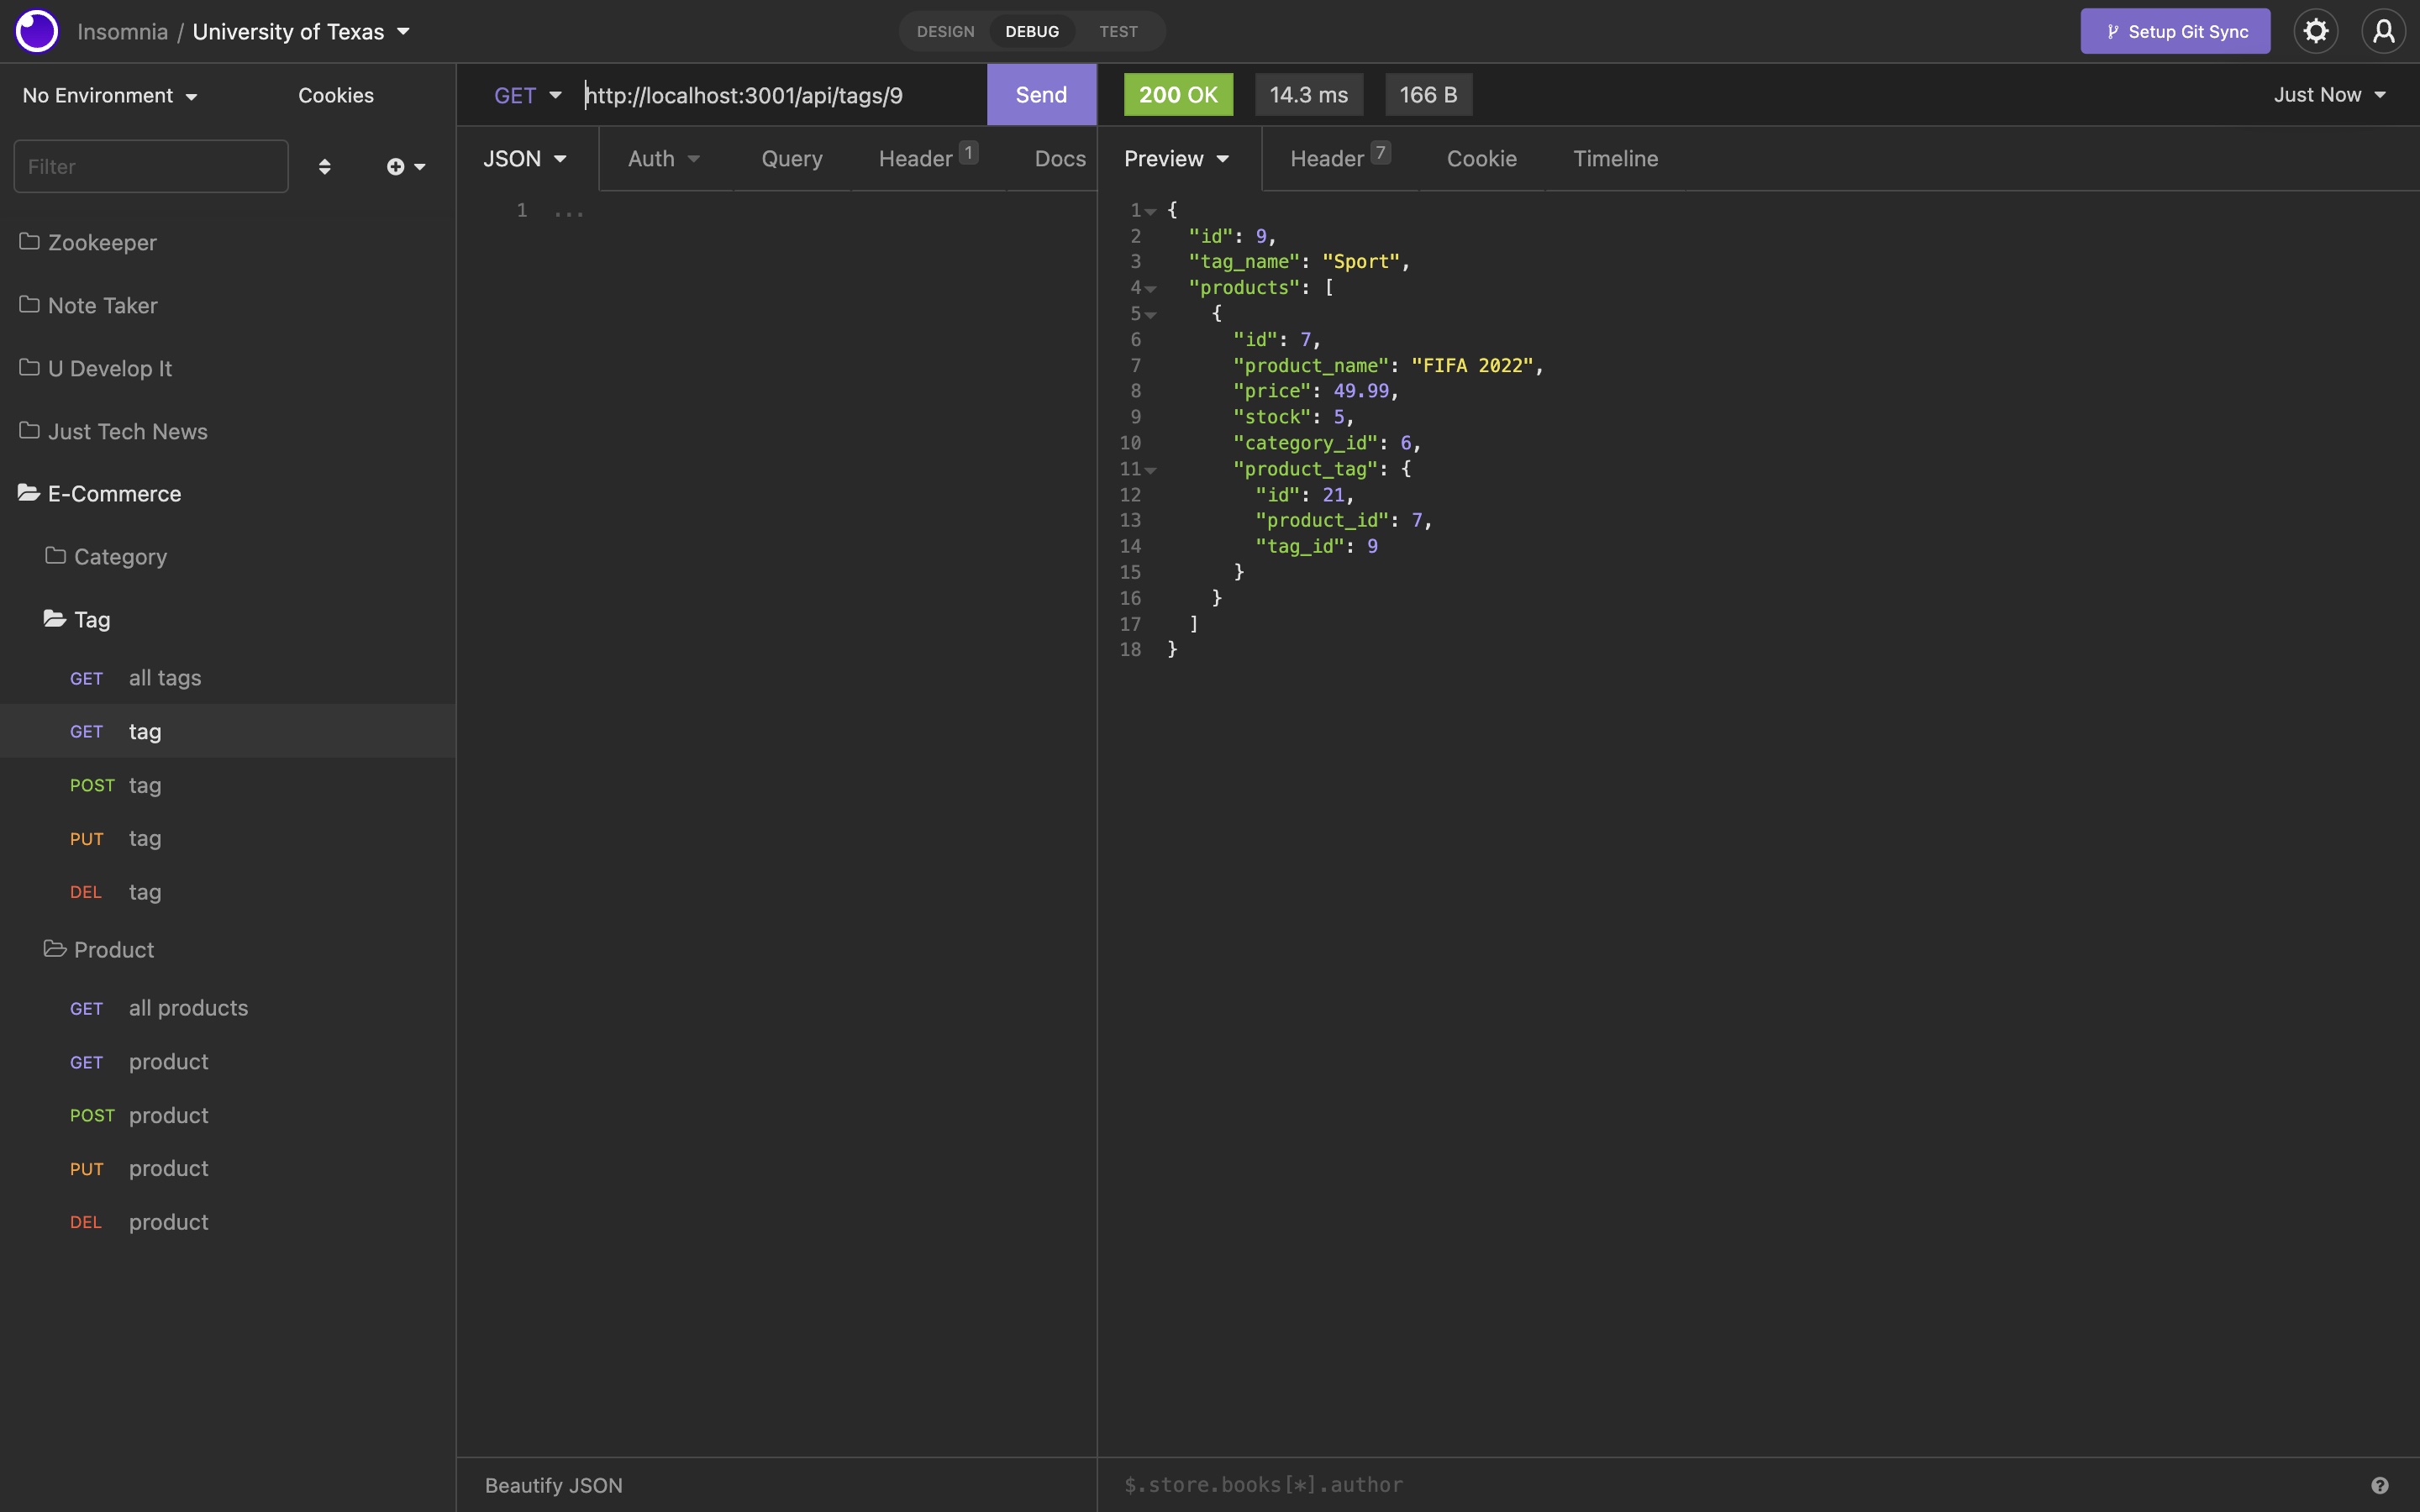 Insomnia / University of Texas
DESIGN DEBUG TEST
Setup Git Sync
No Environment Cookies
Filter
Zookeeper
Note Taker
U Develop It
Just Tech News
E-Commerce
Category
Tag
GET all tags
GET tag
POST tag
PUT tag
DEL tag
Product
GET all products
GET product
POST product
PUT product
DEL product
GET http://localhost:3001/api/tags/9 Send
JSON Auth Query Header 1 Docs
1 ...
Beautify JSON
200 OK 14.3 ms 166 B Just Now
Preview Header 7 Cookie Timeline
1 {
2 "id": 9,
3 "tag_name": "Sport",
4 "products": [
5 {
6 "id": 7,
7 "product_name": "FIFA 2022",
8 "price": 49.99,
9 "stock": 5,
10 "category_id": 6,
11 "product_tag": {
12 "id": 21,
13 "product_id": 7,
14 "tag_id": 9
15 }
16 }
17 ]
18 }
$.store.books[*].author
?